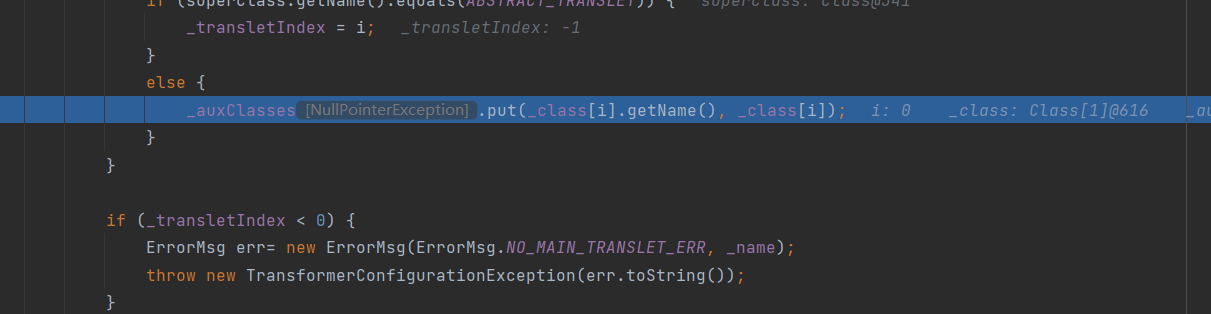 if (superClass.getName().equals(ABSTRACT_TRANSLET)) { superClass: Class@541
_transletIndex = i; _transletIndex: -1
}
else {
_auxClasses [NullPointerException] .put(_class[i].getName(), _class[i]); i: 0 _class: Class[1]@616 _au
}
}
if (_transletIndex < 0) {
ErrorMsg err= new ErrorMsg(ErrorMsg.NO_MAIN_TRANSLET_ERR, _name);
throw new TransformerConfigurationException(err.toString());
}